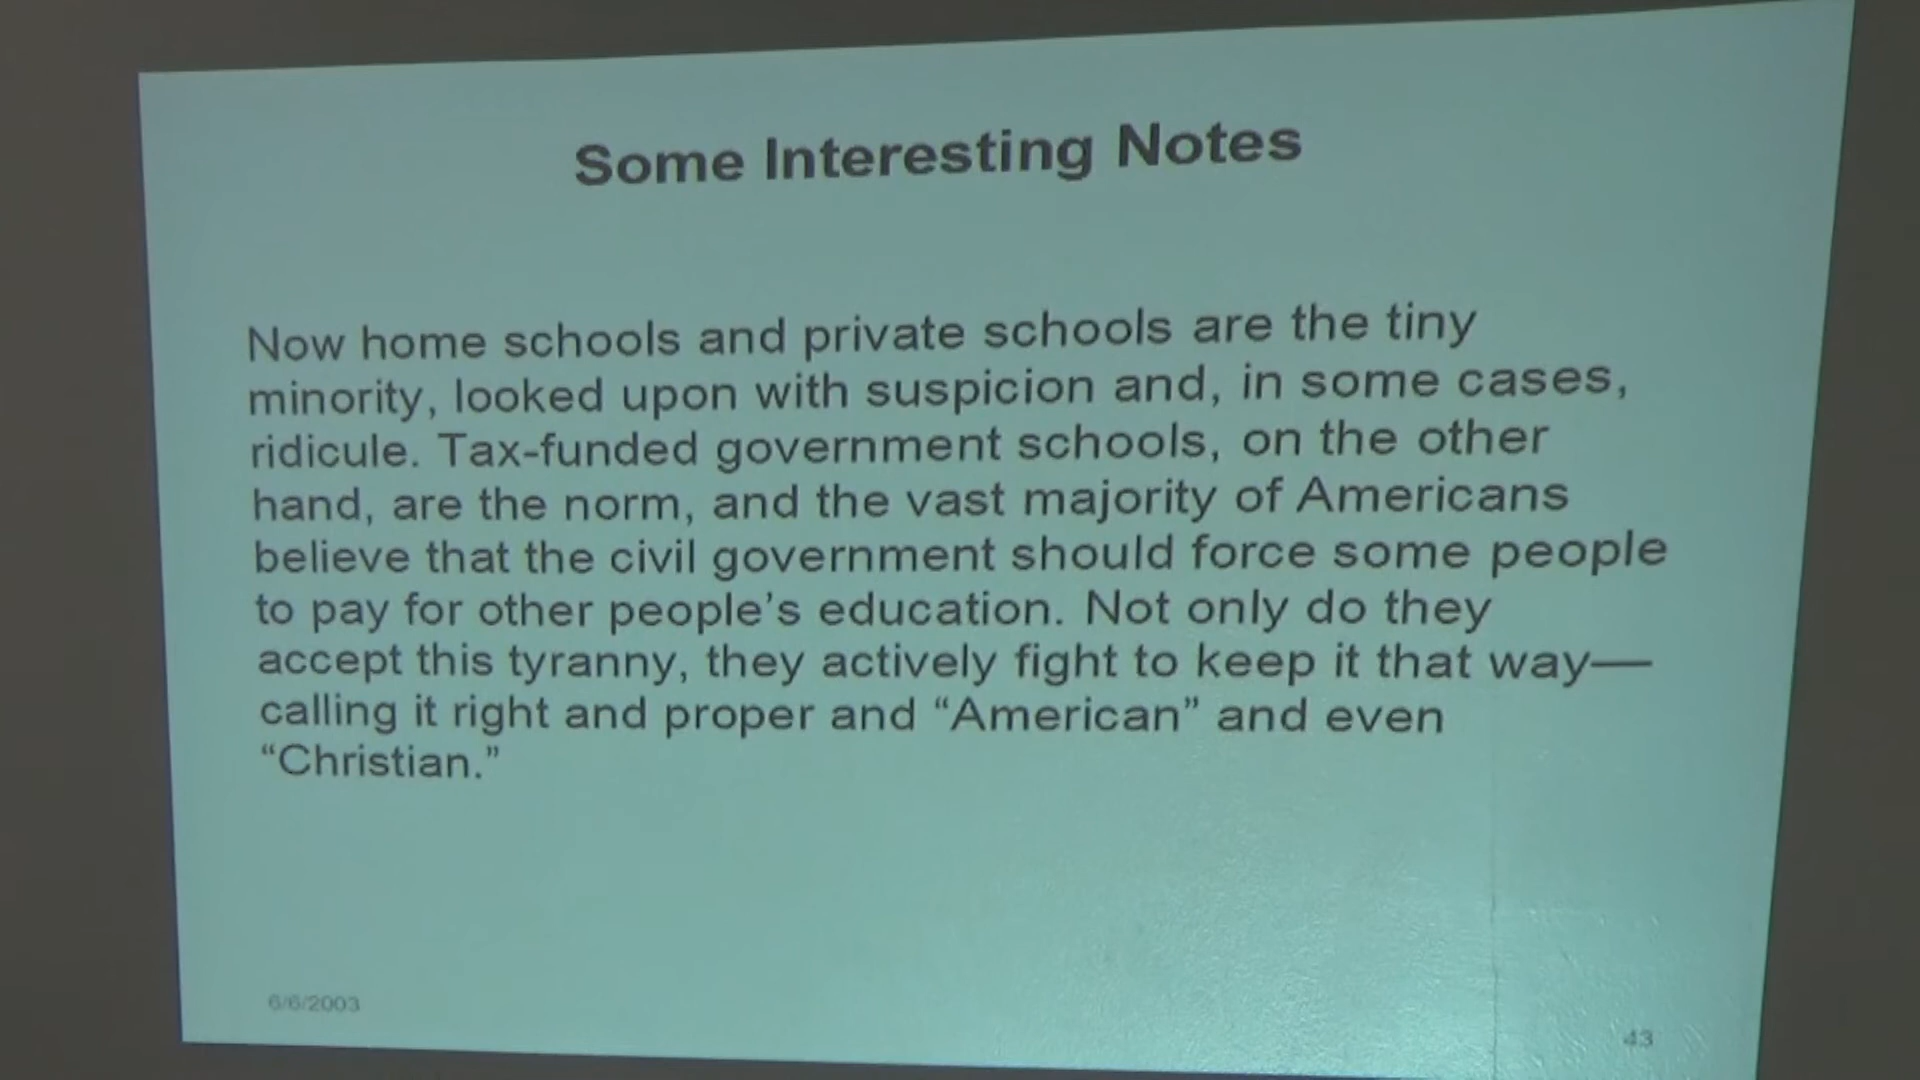 Some Interesting Notes
Now home schools and private schools are the tiny
minority, looked upon with suspicion and, in some cases,
ridicule. Tax-funded government schools, on the other
hand, are the norm, and the vast majority of Americans
believe that the civil government should force some people
to pay for other people’s education. Not only do they
accept this tyranny, they actively fight to keep it that way—
calling it right and proper and “American” and even
“Christian.”
6/6/2003
43